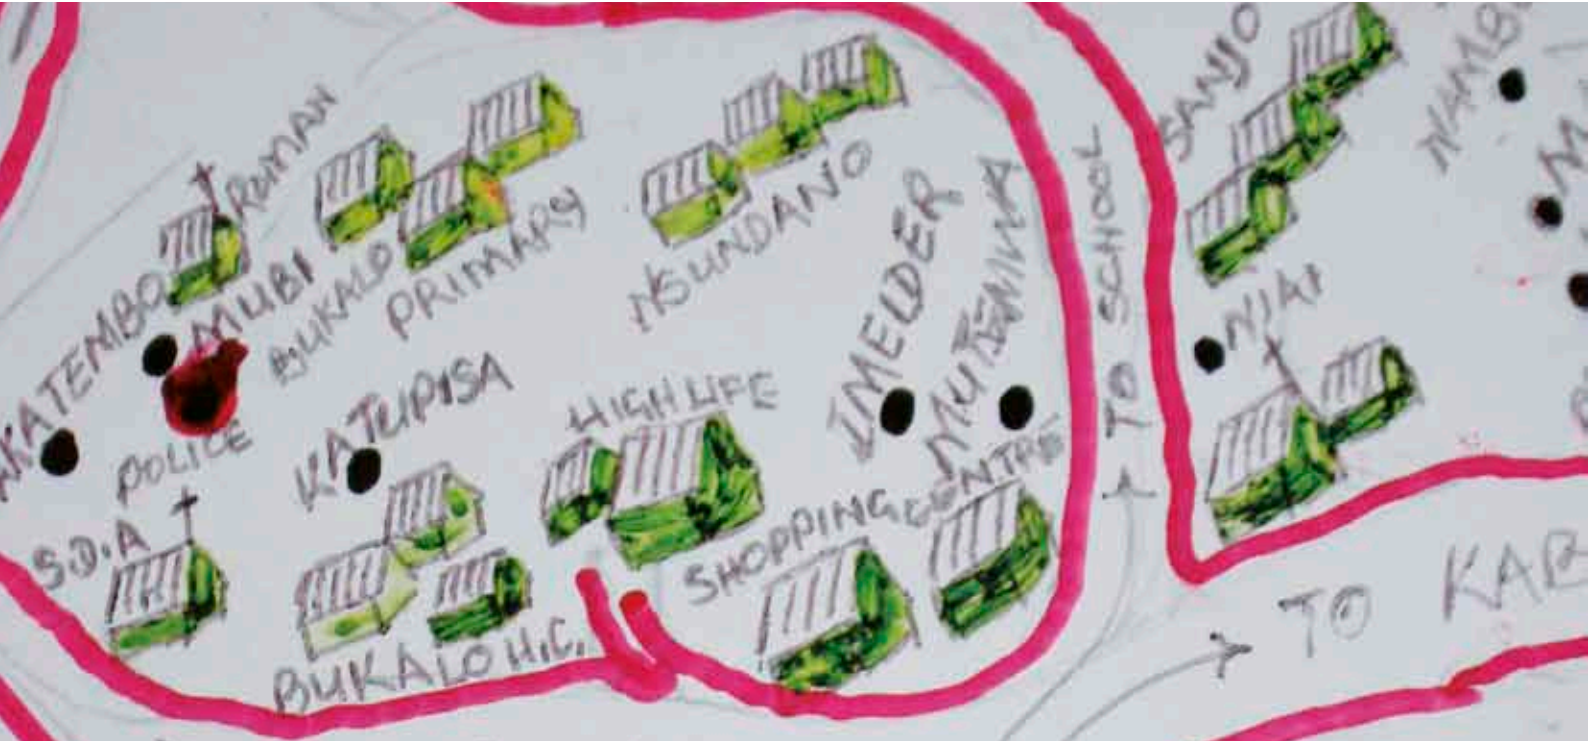 SANJO
ROMAN
KATEMBO
MUBI
BUKALO
PRIMARY
NSUNDANO
IMELDER
MUTENINA
TO SCHOOL
NJAI
POLICE
KATUPISA
HIGH LIFE
SHOPPING CENTRE
S.D.A
BUKALO H.C.
TO KAB